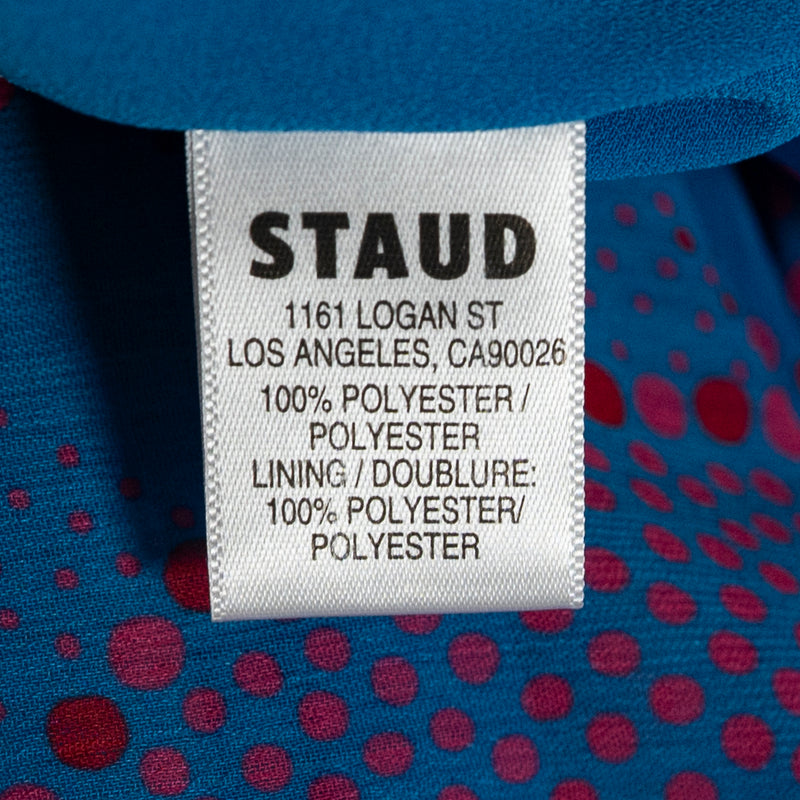 STAUD
1161 LOGAN ST
LOS ANGELES, CA90026
100% POLYESTER /
POLYESTER
LINING / DOUBLURE:
100% POLYESTER/
POLYESTER